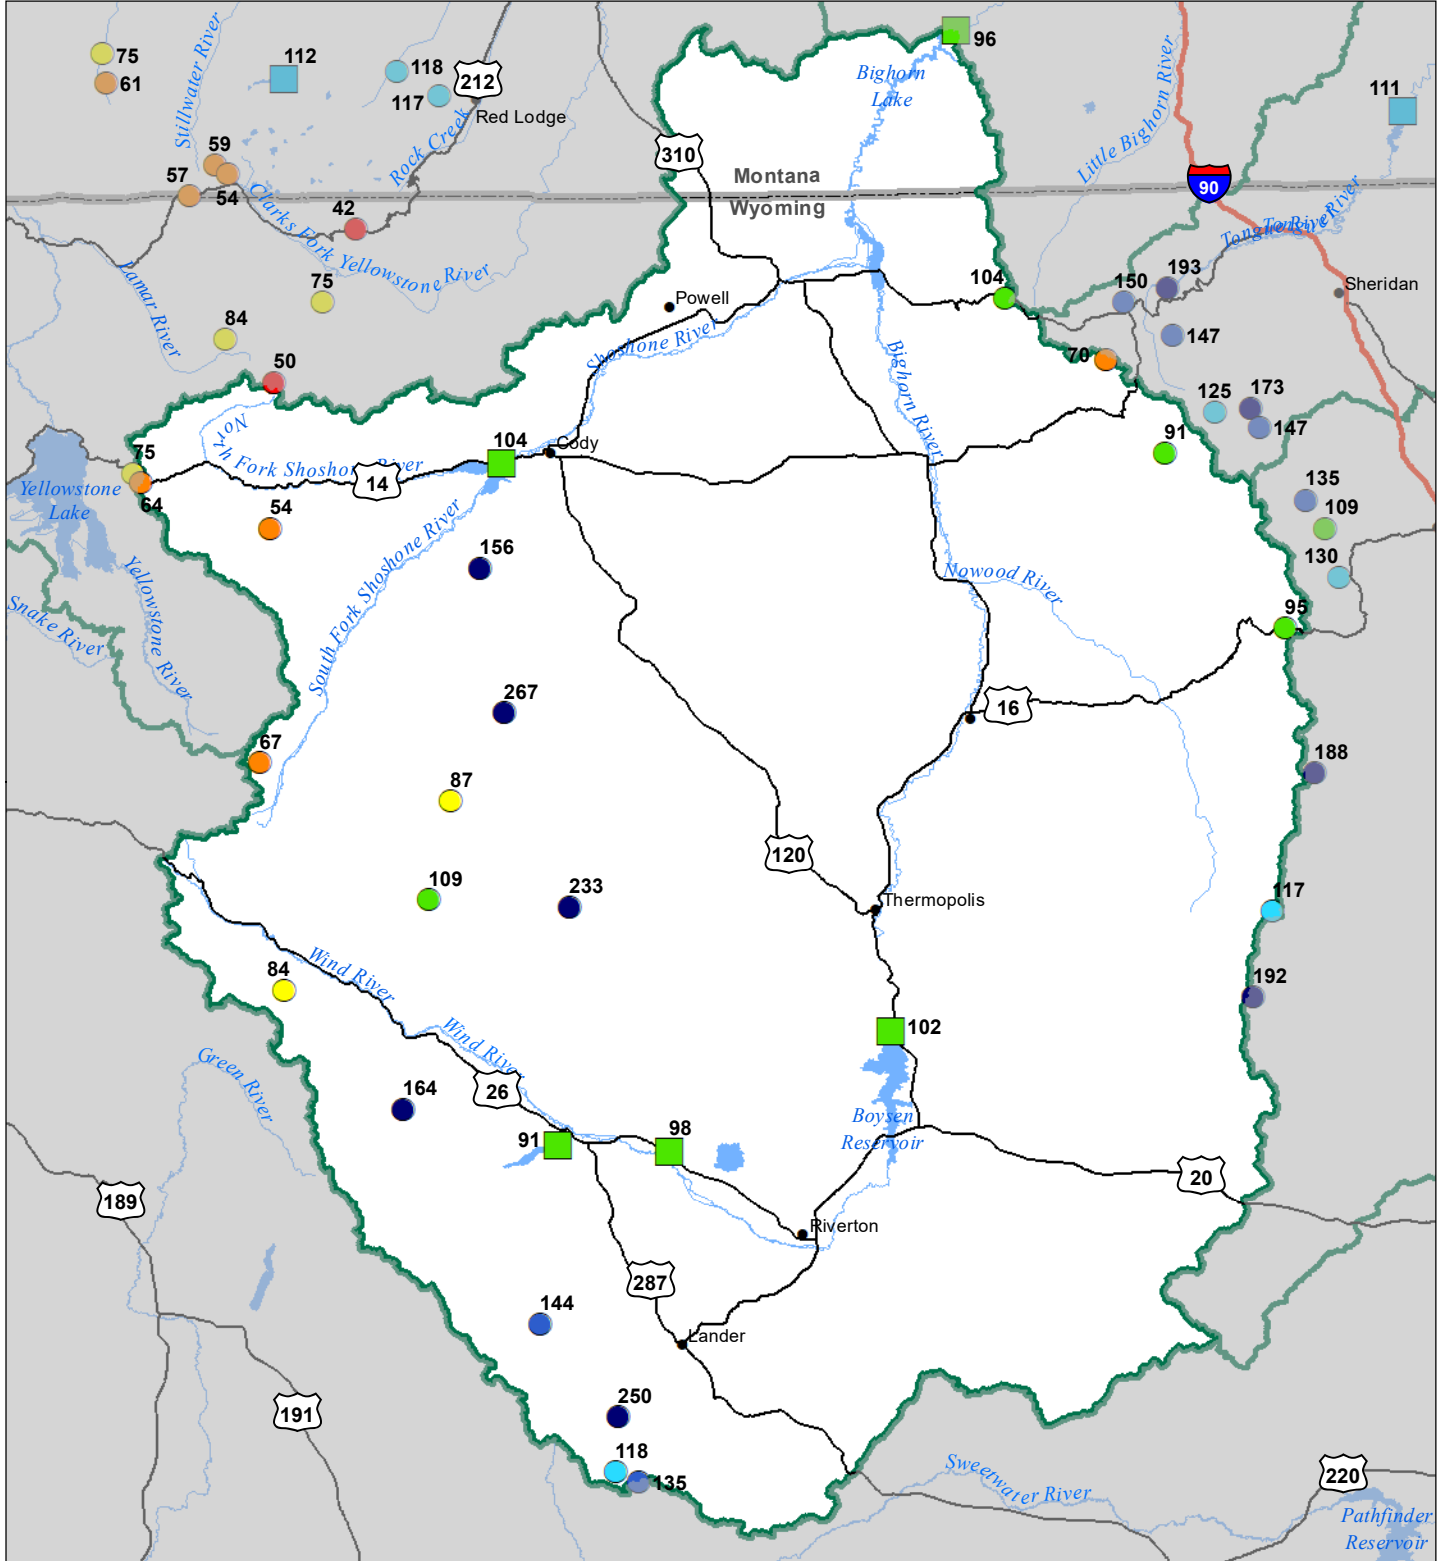 75
61
Stillwater River
112
118
117
212
Red Lodge
Rock Creek
Bighorn
Lake
96
Little Bighorn River
111
59
57
54
42
Clarks Fork Yellowstone River
310
Montana
Wyoming
90
Tongue River
Lamar River
75
84
50
Powell
Shoshone River
104
150
193
Sheridan
147
70
Bighorn River
125
173
147
91
North Fork Shoshone River
104
Cody
14
75
64
Yellowstone
Lake
54
135
109
130
156
South Fork Shoshone River
Nowood River
Yellowstone River
Snake River
95
267
16
67
87
188
120
109
233
Thermopolis
117
84
Wind River
192
102
Wind River
Green River
26
164
91
98
Boysen
Reservoir
20
189
Riverton
287
144
Lander
191
250
118
135
Sweetwater River
220
Pathfinder
Reservoir